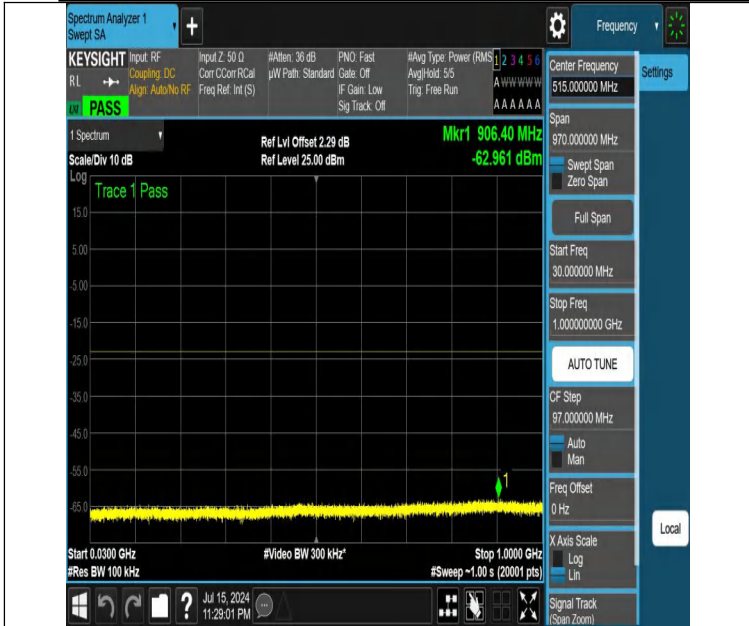 Spectrum Analyzer 1
Swept SA
Frequency
KEYSIGHT
RL
PASS
Input: RF
Coupling: DC
Align: Auto/No RF
Input Z: 50 Ω
Corr CCorr RCal
Freq Ref: Int (S)
#Atten: 36 dB
µW Path: Standard
PNO: Fast
Gate: Off
IF Gain: Low
Sig Track: Off
#Avg Type: Power (RMS
Avg|Hold: 5/5
Trig: Free Run
1 2 3 4 5 6
A W W W W W
A A A A A A
1 Spectrum
Scale/Div 10 dB
Ref Lvl Offset 2.29 dB
Ref Level 25.00 dBm
Mkr1 906.40 MHz
-62.961 dBm
Log
Trace 1 Pass
15.0
5.00
-5.00
-15.0
-25.0
-35.0
-45.0
-55.0
1
-65.0
Start 0.0300 GHz
#Video BW 300 kHz*
Stop 1.0000 GHz
#Res BW 100 kHz
#Sweep ~1.00 s (20001 pts)
Center Frequency
515.000000 MHz
Settings
Span
970.000000 MHz
Swept Span
Zero Span
Full Span
Start Freq
30.000000 MHz
Stop Freq
1.000000000 GHz
AUTO TUNE
CF Step
97.000000 MHz
Auto
Man
Freq Offset
0 Hz
X Axis Scale
Log
Lin
Local
Signal Track
(Span Zoom)
?
Jul 15, 2024
11:29:01 PM